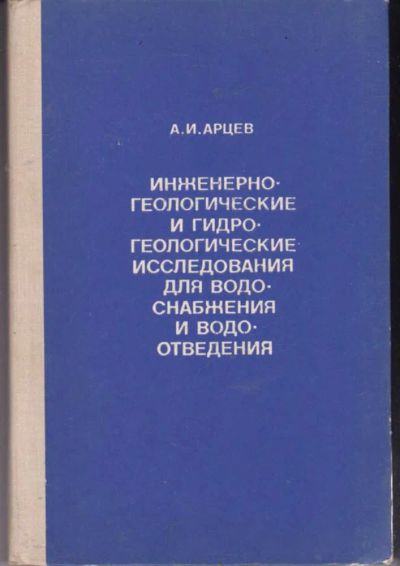 А.И.АРЦЕВ
ИНЖЕНЕРНО-
ГЕОЛОГИЧЕСКИЕ
И ГИДРО-
ГЕОЛОГИЧЕСКИЕ
ИССЛЕДОВАНИЯ
ДЛЯ ВОДО-
СНАБЖЕНИЯ
И ВОДО-
ОТВЕДЕНИЯ